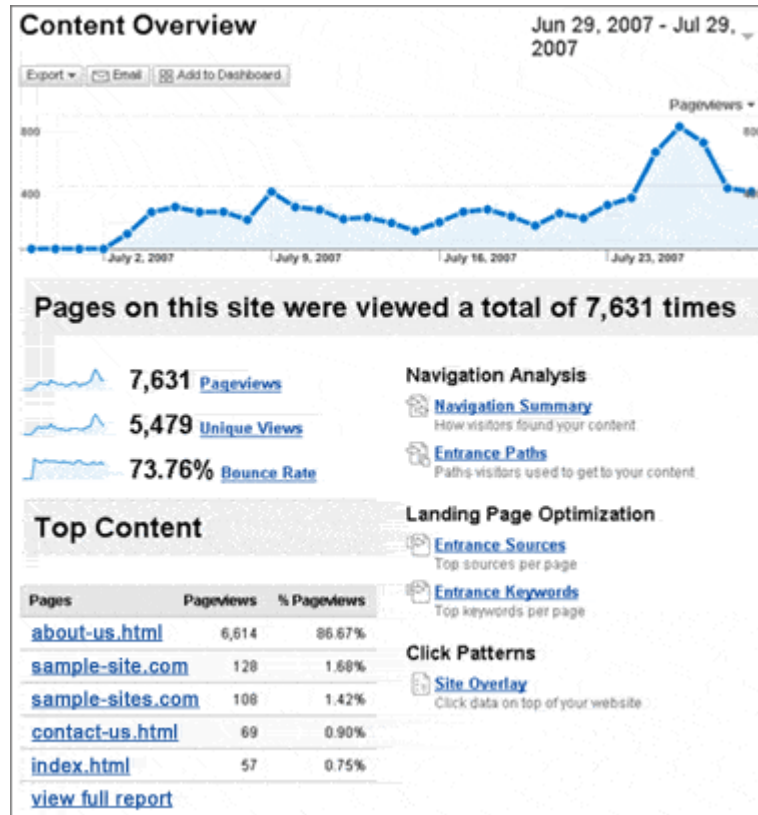 Content Overview
Jun 29, 2007 - Jul 29,
2007
Export
Email
Add to Dashboard
Pageviews
800
400
July 2, 2007
July 9, 2007
July 16, 2007
July 23, 2007
Pages on this site were viewed a total of 7,631 times
7,631 Pageviews
5,479 Unique Views
73.76% Bounce Rate
Navigation Analysis
Navigation Summary
How visitors found your content
Entrance Paths
Paths visitors used to get to your content
Landing Page Optimization
Entrance Sources
Top sources per page
Entrance Keywords
Top keywords per page
Click Patterns
Site Overlay
Click data on top of your website
Top Content
Pages Pageviews % Pageviews
about-us.html 6,614 86.67%
sample-site.com 128 1.68%
sample-sites.com 108 1.42%
contact-us.html 69 0.90%
index.html 57 0.75%
view full report